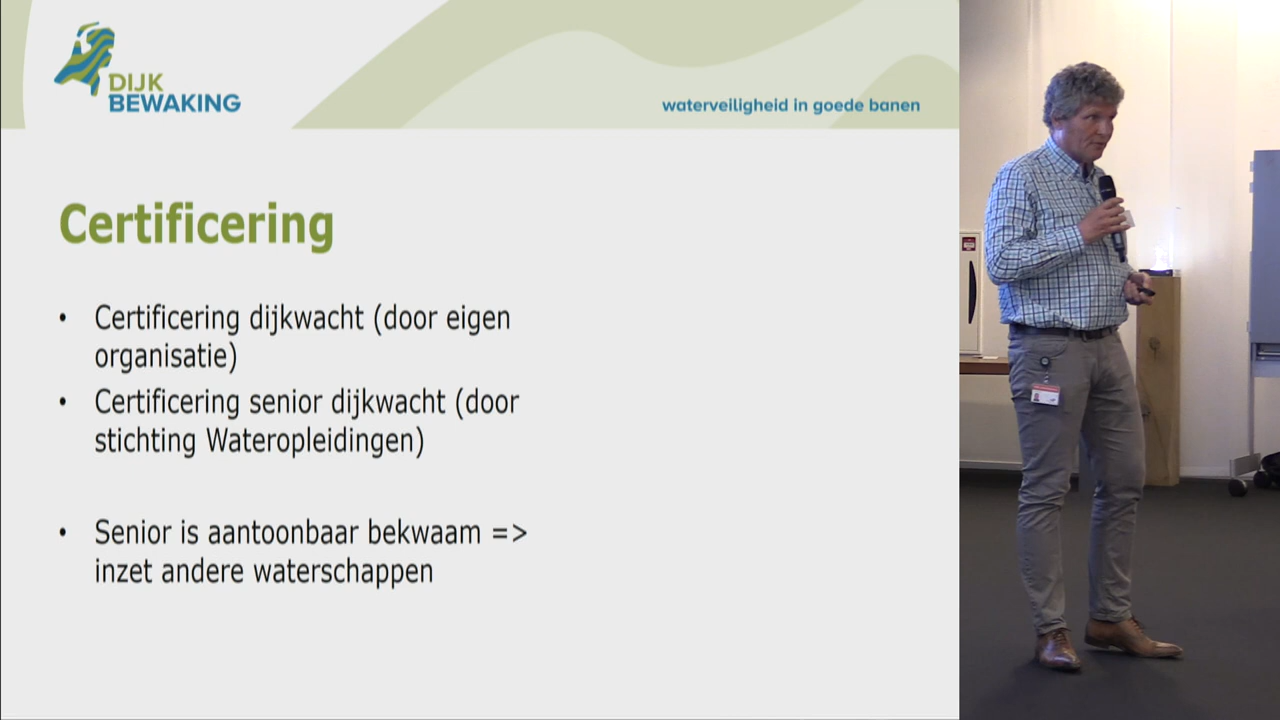 DIJK
BEWAKING
waterveiligheid in goede banen
Certificering
• Certificering dijkwacht (door eigen
organisatie)
• Certificering senior dijkwacht (door
stichting Wateropleidingen)
• Senior is aantoonbaar bekwaam =>
inzet andere waterschappen